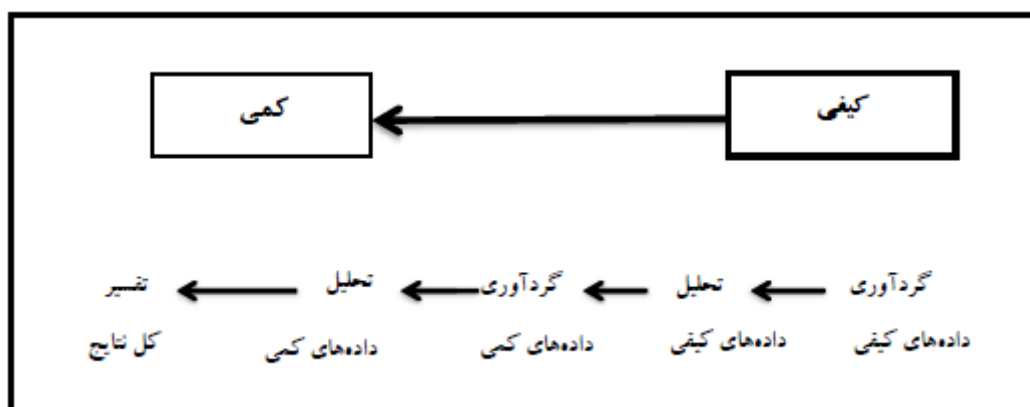 کیفی
کمی
گردآوری
داده‌های کیفی
تحلیل
داده‌های کیفی
گردآوری
داده‌های کمی
تحلیل
داده‌های کمی
تفسیر
کل نتایج